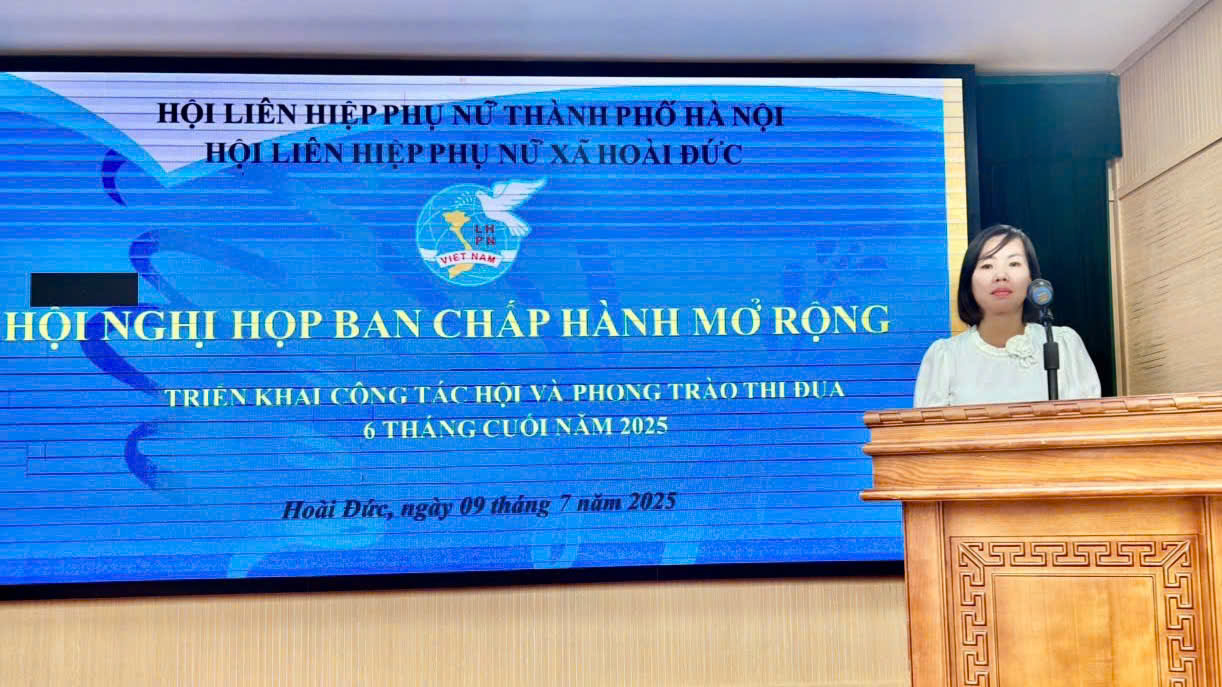 HỘI LIÊN HIỆP PHỤ NỮ THÀNH PHỐ HÀ NỘI
HỘI LIÊN HIỆP PHỤ NỮ XÃ HOÀI ĐỨC
LH
PN
VIỆT NAM
HỘI NGHỊ HỌP BAN CHẤP HÀNH MỞ RỘNG
TRIỂN KHAI CÔNG TÁC HỘI VÀ PHONG TRÀO THI ĐUA
6 THÁNG CUỐI NĂM 2025
Hoài Đức, ngày 09 tháng 7 năm 2025